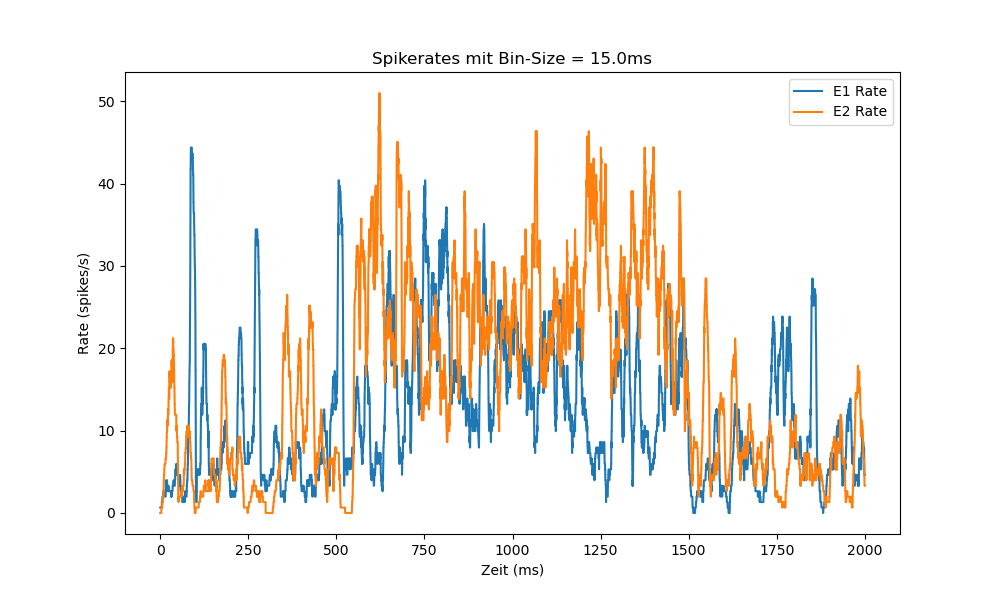 Spikerates mit Bin-Size = 15.0ms
E1 Rate
E2 Rate
50
40
30
20
10
0
Rate (spikes/s)
0 250 500 750 1000 1250 1500 1750 2000
Zeit (ms)